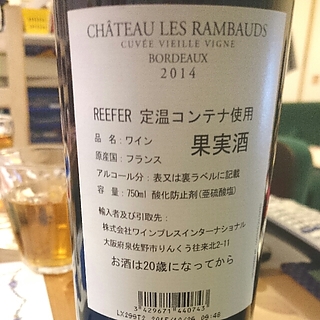 CHÂTEAU LES RAMBAUDS
CUVÉE VIEILLE VIGNE
BORDEAUX
2014
REEFER 定温コンテナ使用
品 名:ワイン 果実酒
原産国:フランス
アルコール分:表又は裏ラベルに記載
容 量:750ml 酸化防止剤(亜硫酸塩)
輸入者及び引取先:
株式会社ワインプレスインターナショナル
大阪府泉佐野市りんくう往来北2-11
お酒は20歳になってから
3 429671 440743